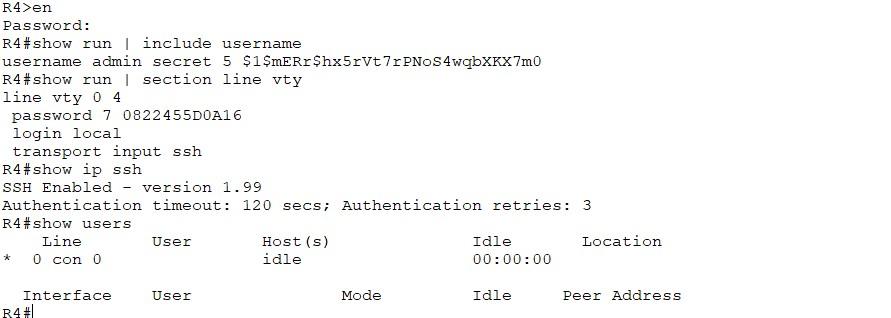 R4>en
Password:
R4#show run | include username
username admin secret 5 $1$mERr$hx5rVt7rPNoS4wqbXKX7m0
R4#show run | section line vty
line vty 0 4
password 7 0822455D0A16
login local
transport input ssh
R4#show ip ssh
SSH Enabled - version 1.99
Authentication timeout: 120 secs; Authentication retries: 3
R4#show users
Line User Host(s) Idle Location
* 0 con 0 idle 00:00:00
Interface User Mode Idle Peer Address
R4#